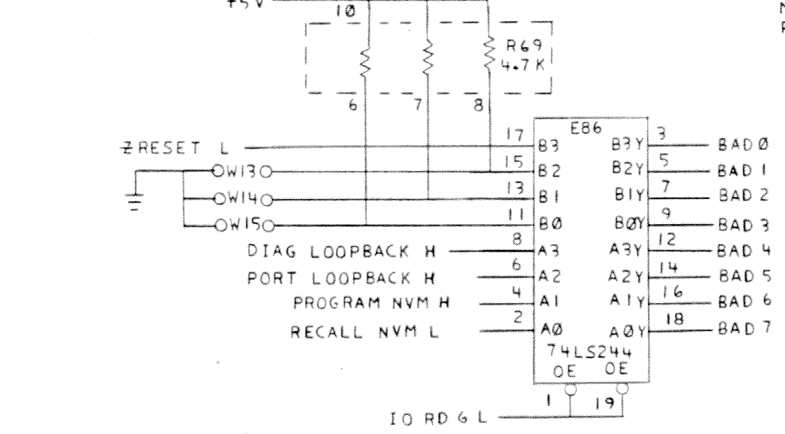 +5V
10
R69
4.7K
6 7 8
E86
ZRESET L 17 B3 B3Y 3 BAD0
W13 15 B2 B2Y 5 BAD 1
W14 13 B1 B1Y 7 BAD 2
W15 11 B0 B0Y 9 BAD 3
DIAG LOOPBACK H 8 A3 A3Y 12 BAD 4
PORT LOOPBACK H 6 A2 A2Y 14 BAD 5
PROGRAM NVM H 4 A1 A1Y 16 BAD 6
RECALL NVM L 2 A0 A0Y 18 BAD 7
74LS244
OE OE
1 19
IO RD 6 L